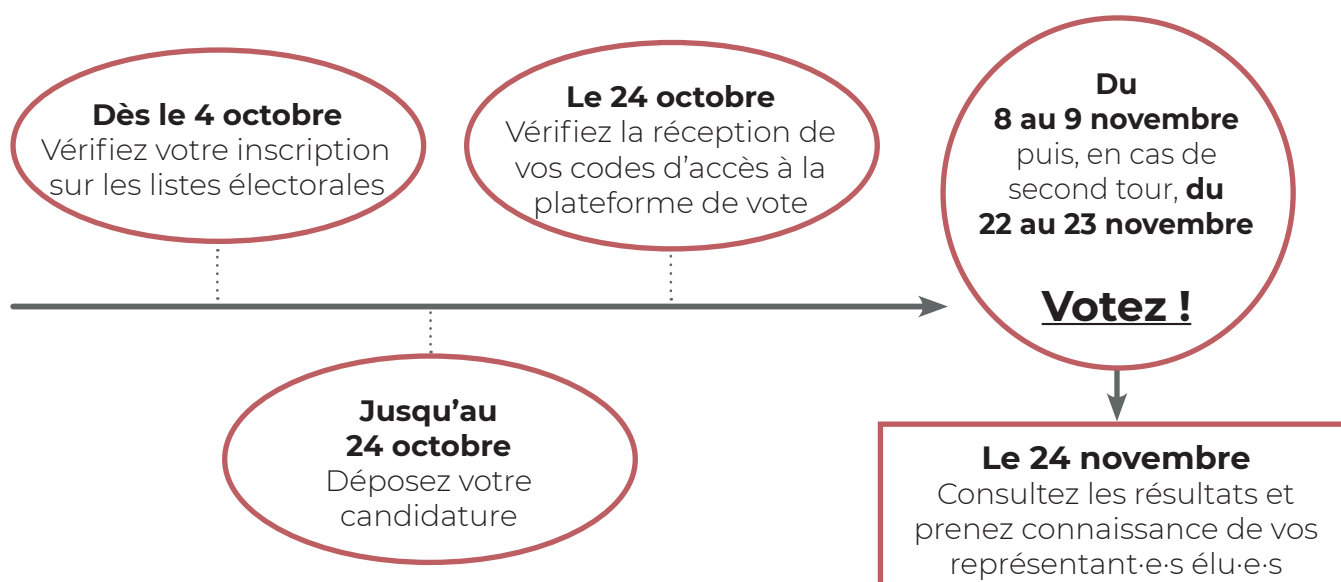 Dès le 4 octobre
Vérifiez votre inscription
sur les listes électorales
Jusqu’au
24 octobre
Déposez votre
candidature
Le 24 octobre
Vérifiez la réception de
vos codes d’accès à la
plateforme de vote
Du
8 au 9 novembre
puis, en cas de
second tour, du
22 au 23 novembre
Votez !
Le 24 novembre
Consultez les résultats et
prenez connaissance de vos
représentant·e·s élu·e·s